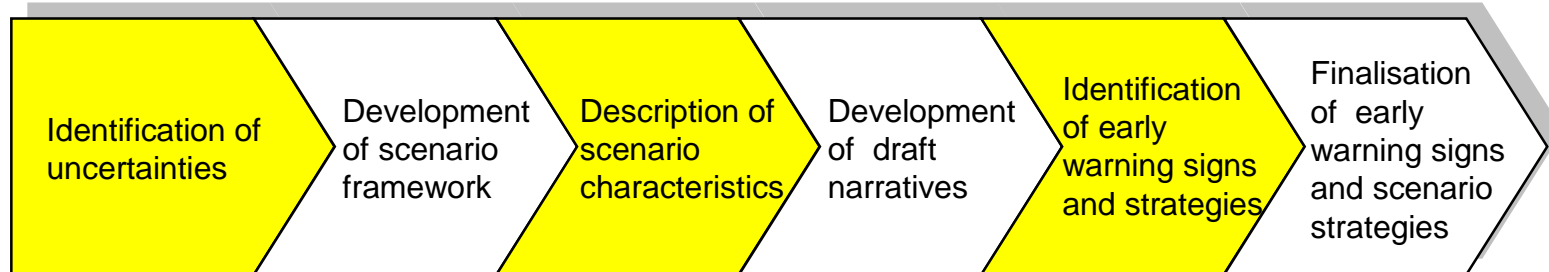 Identification of
uncertainties
Development
of scenario
framework
Description of
scenario
characteristics
Development
of draft
narratives
Identification
of early
warning signs
and strategies
Finalisation
of early
warning signs
and scenario
strategies